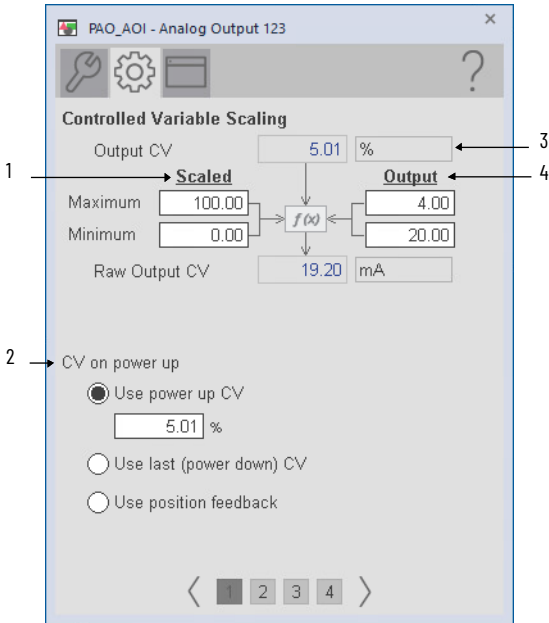 PAO_AOI - Analog Output 123
×
?
Controlled Variable Scaling
Output CV 5.01 % 3
1 Scaled Output 4
Maximum 100.00 4.00
f(x)
Minimum 0.00 20.00
Raw Output CV 19.20 mA
2 CV on power up
Use power up CV
5.01 %
Use last (power down) CV
Use position feedback
1 2 3 4